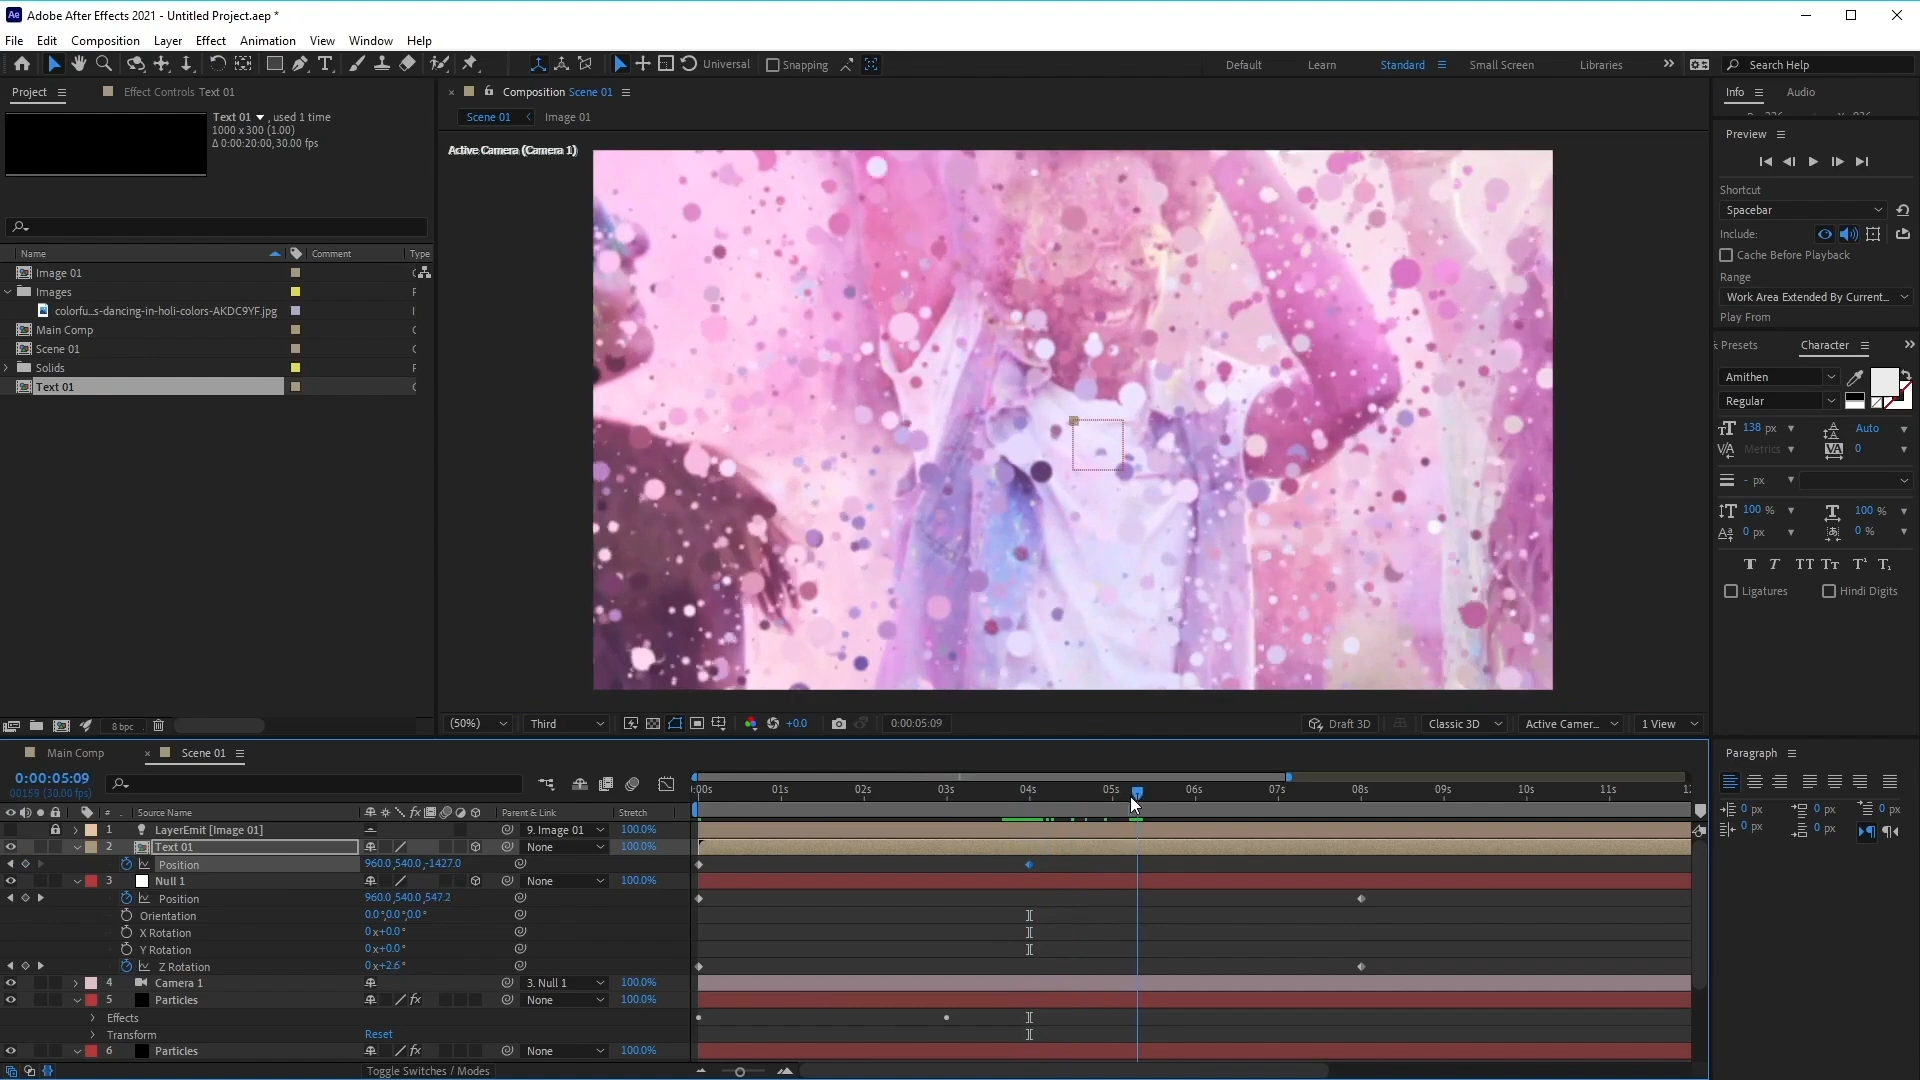 Adobe After Effects 2021 - Untitled Project.aep *
File Edit Composition Layer Effect Animation View Window Help
Universal Snapping Default Learn Standard Small Screen Libraries Search Help
Project Effect Controls Text 01 Composition Scene 01 Info Audio
Text 01 , used 1 time
1000 x 300 (1.00)
Δ 0:00:20:00, 30.00 fps
Scene 01 Image 01
Active Camera (Camera 1)
Preview
Shortcut
Spacebar
Include:
Cache Before Playback
Range
Work Area Extended By Current...
Play From
Name Comment Type
Image 01
Images
colorfu...s-dancing-in-holi-colors-AKDC9YF.jpg
Main Comp
Scene 01
Solids
Text 01
Presets Character
Amithen
Regular
138 px Auto
Metrics 0
- px
100 % 100 %
0 px 0 %
T T TT Tт T¹ T₁
Ligatures Hindi Digits
8 bpc
(50%) Third +0.0 0:00:05:09 Draft 3D Classic 3D Active Camer... 1 View
Main Comp Scene 01 Paragraph
0:00:05:09
00159 (30.00 fps)
:00s 01s 02s 03s 04s 05s 06s 07s 08s 09s 10s 11s
# Source Name Parent & Link Stretch
1 LayerEmit [Image 01] 9. Image 01 100.0%
2 Text 01 None 100.0%
Position 960.0,540.0,-1427.0
3 Null 1 None 100.0%
Position 960.0,540.0,547.2
Orientation 0.0°,0.0°,0.0°
X Rotation 0x+0.0°
Y Rotation 0x+0.0°
Z Rotation 0x+2.6°
4 Camera 1 3. Null 1 100.0%
5 Particles fx None 100.0%
Effects
Transform Reset
6 Particles fx None 100.0%
Toggle Switches / Modes
0 px 0 px 0 px
0 px 0 px